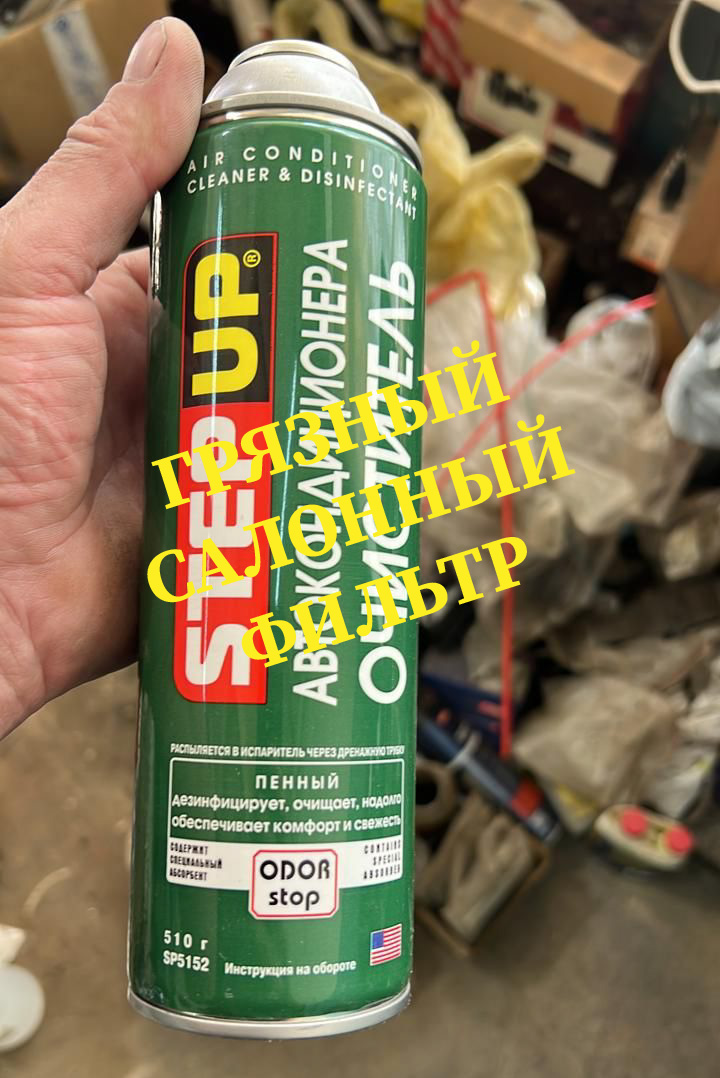 AIR CONDITIONER
CLEANER & DISINFECTANT
STEP UP®
АВТОКОНДИЦИОНЕРА
ОЧИСТИТЕЛЬ
ГРЯЗНЫЙ
САЛОННЫЙ
ФИЛЬТР
РАСПЫЛЯЕТСЯ В ИСПАРИТЕЛЬ ЧЕРЕЗ ДРЕНАЖНУЮ ТРУБКУ
ПЕННЫЙ
дезинфицирует, очищает, надолго
обеспечивает комфорт и свежесть
СОДЕРЖИТ
СПЕЦИАЛЬНЫЙ
АБСОРБЕНТ
CONTAINS
SPECIAL
ABSORBER
ODOR
stop
510 г
SP5152
Инструкция на обороте